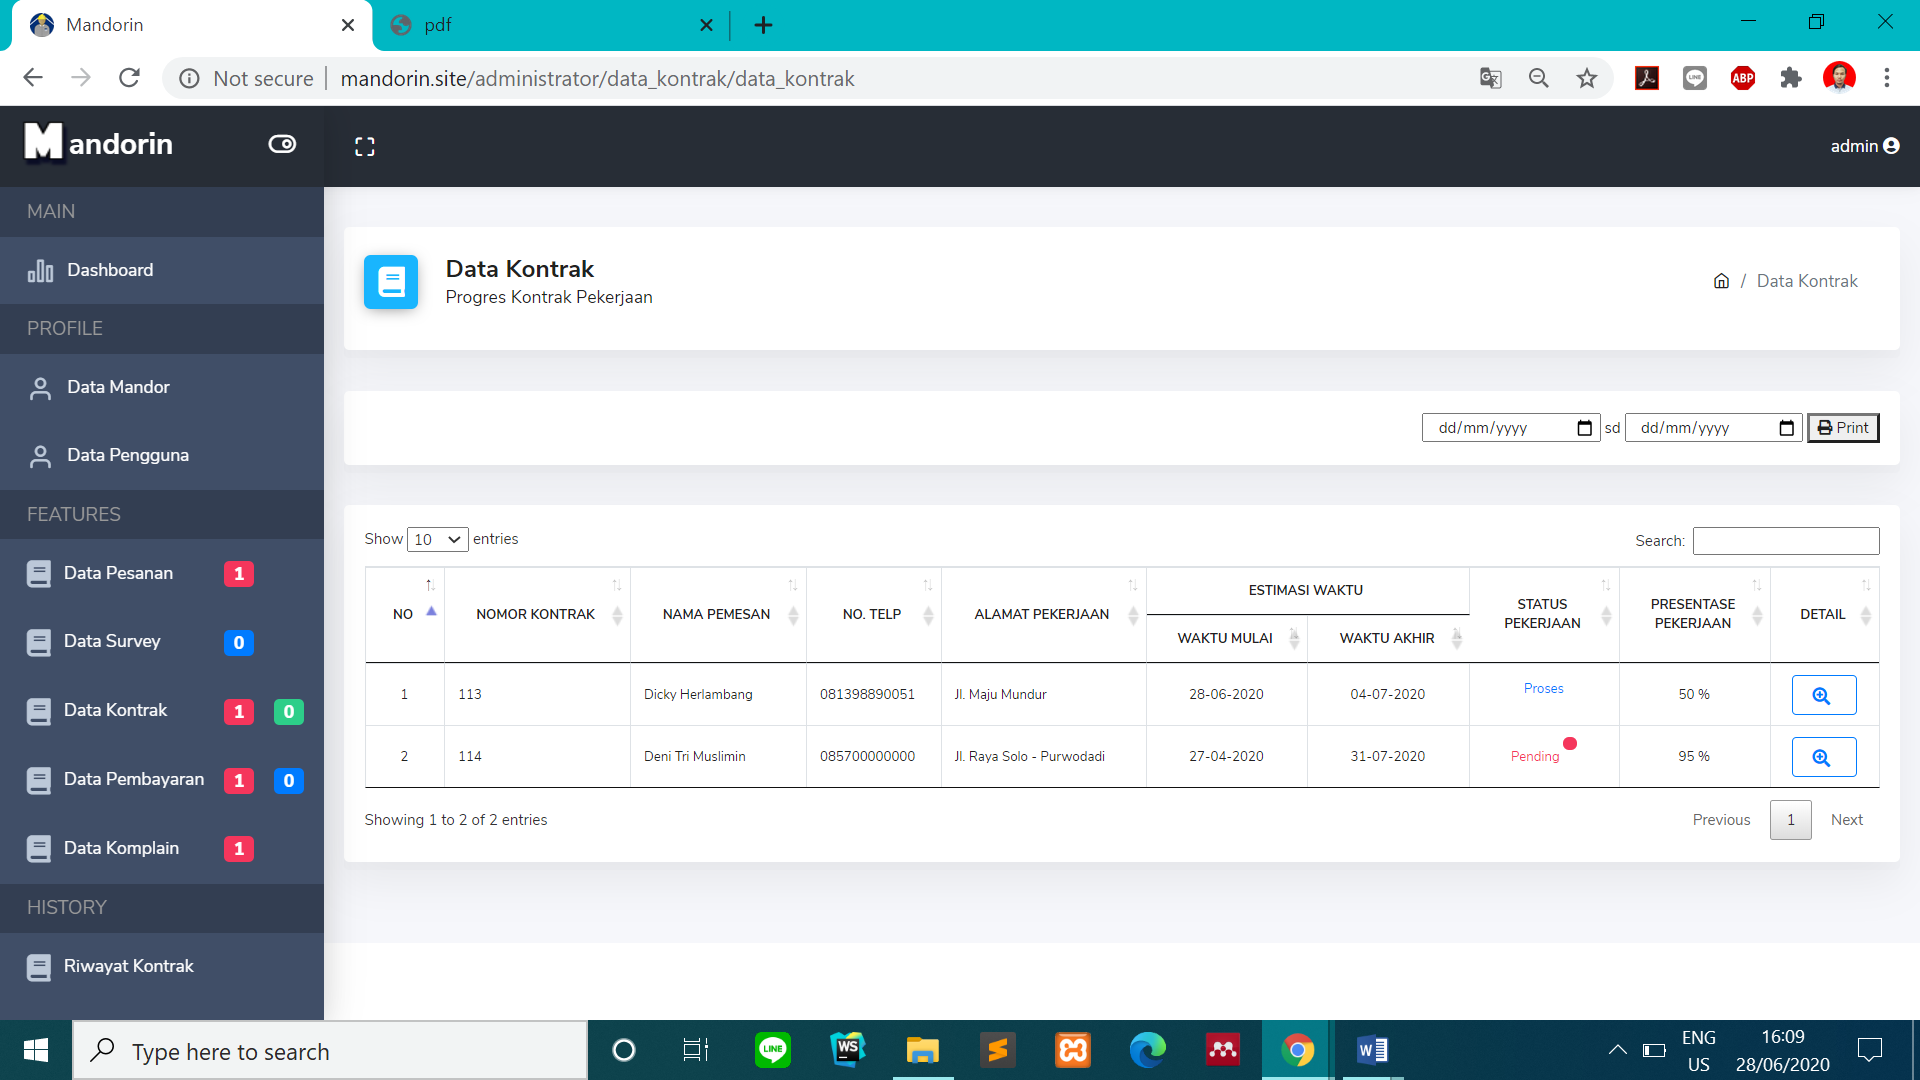 Mandorin
pdf
Not secure
mandorin.site/administrator/data_kontrak/data_kontrak
ABP
LINE
Mandorin
admin
MAIN
Dashboard
PROFILE
Data Mandor
Data Pengguna
FEATURES
Data Pesanan 1
Data Survey 0
Data Kontrak 1 0
Data Pembayaran 1 0
Data Komplain 1
HISTORY
Riwayat Kontrak
Data Kontrak
Progres Kontrak Pekerjaan
/ Data Kontrak
dd/mm/yyyy sd dd/mm/yyyy Print
Show 10 entries
Search:
NO NOMOR KONTRAK NAMA PEMESAN NO. TELP ALAMAT PEKERJAAN ESTIMASI WAKTU STATUS PEKERJAAN PRESENTASE PEKERJAAN DETAIL
WAKTU MULAI WAKTU AKHIR
1 113 Dicky Herlambang 081398890051 Jl. Maju Mundur 28-06-2020 04-07-2020 Proses 50 %
2 114 Deni Tri Muslimin 085700000000 Jl. Raya Solo - Purwodadi 27-04-2020 31-07-2020 Pending 95 %
Showing 1 to 2 of 2 entries
Previous 1 Next
Type here to search
LINE
WS
W
ENG
US
16:09
28/06/2020